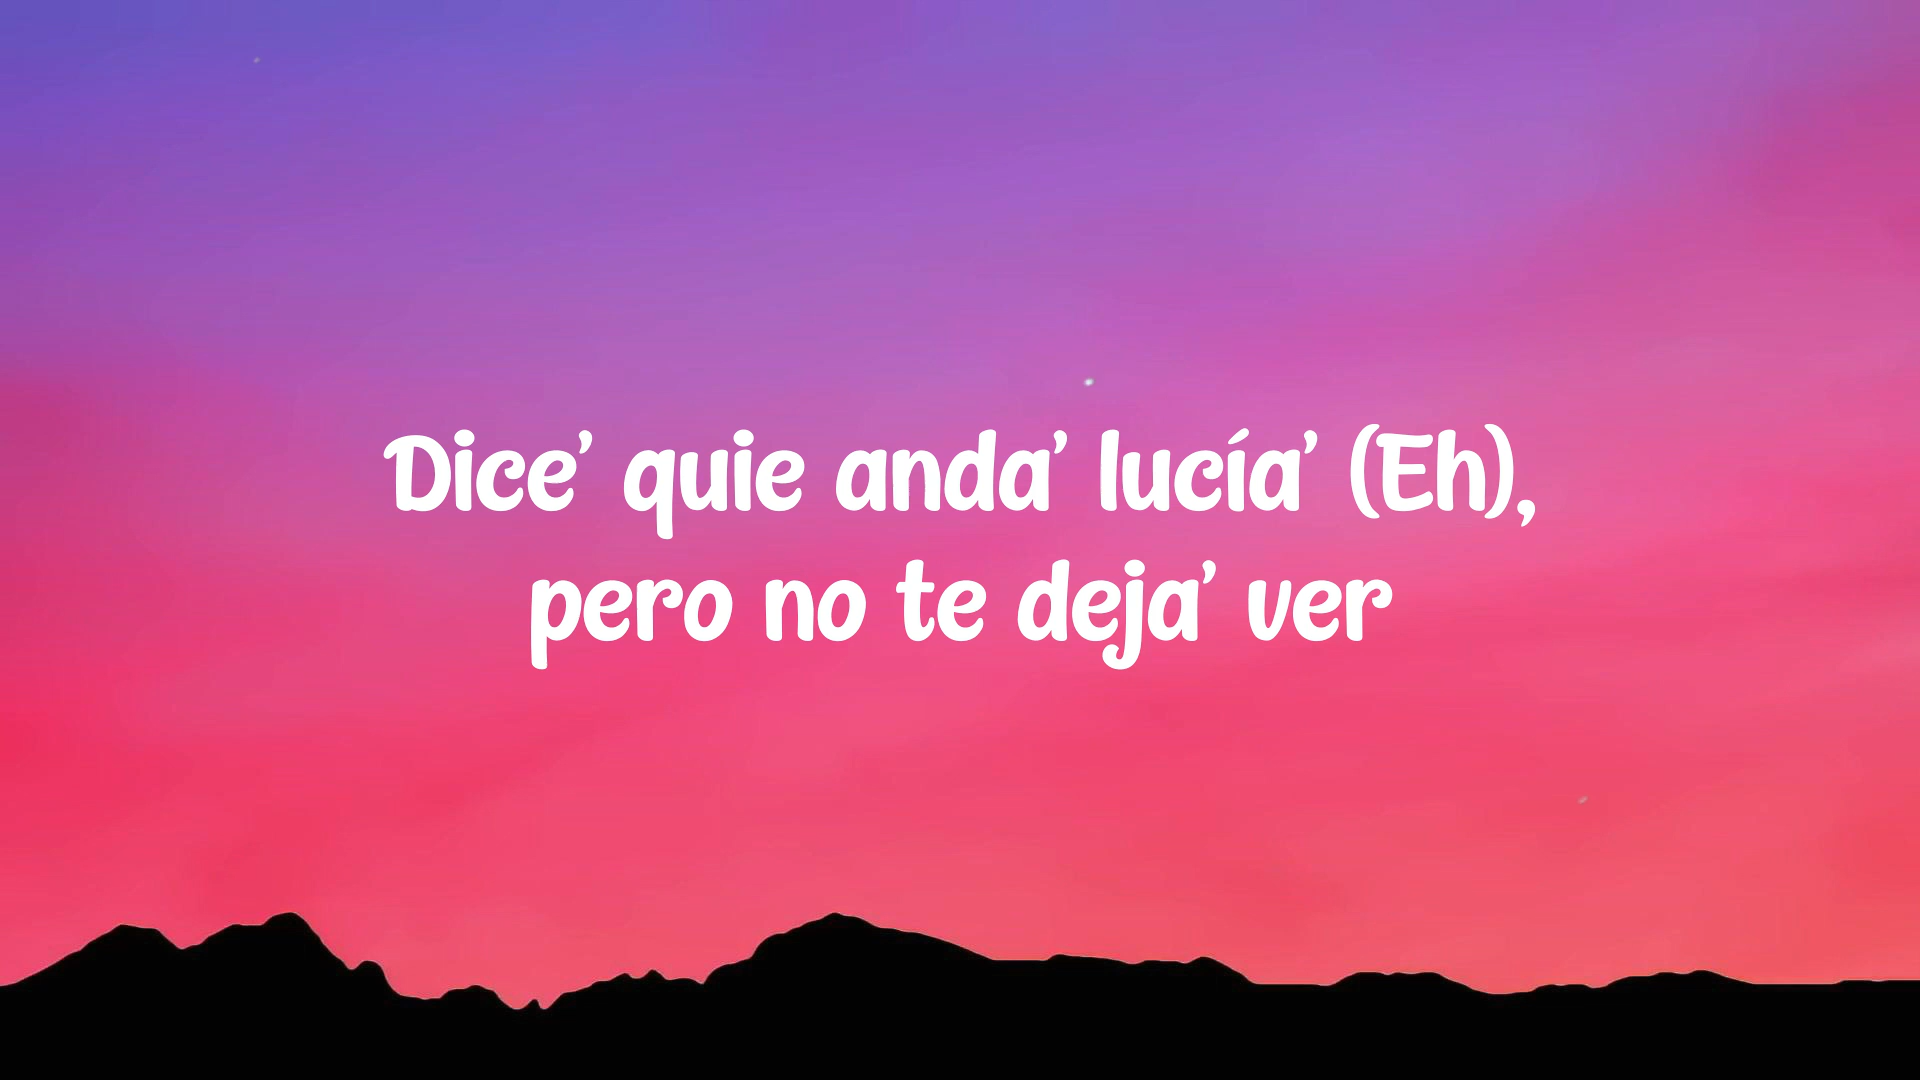 Dice’ quie anda’ lucía’ (Eh),
pero no te deja’ ver